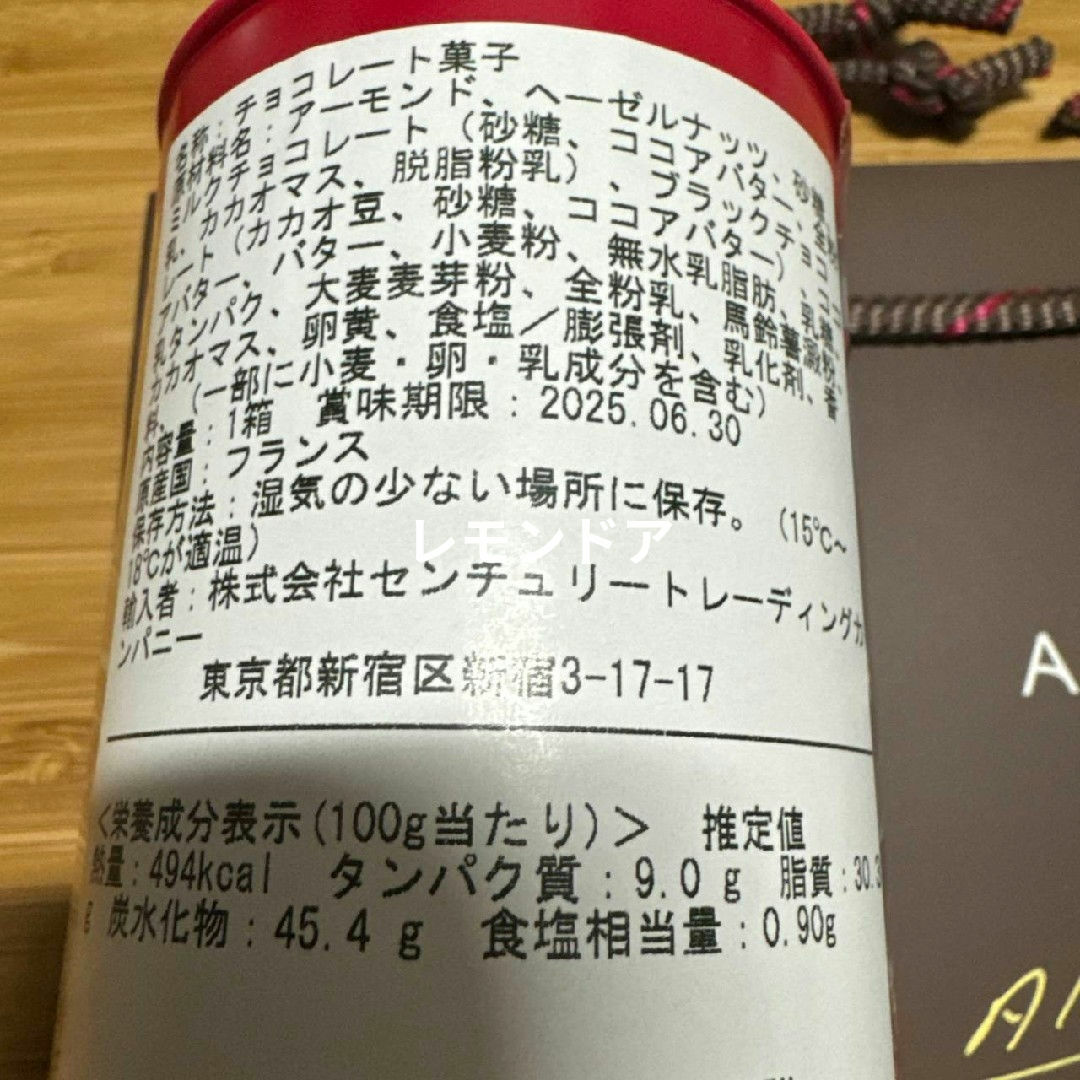 名称：チョコレート菓子
原材料名：アーモンド、ヘーゼルナッツ、砂糖、
ミルクチョコレート（砂糖、ココアバター、全粉
乳、カカオマス、脱脂粉乳）、ブラックチョコ
レート（カカオ豆、砂糖、ココアバター）、ココ
アバター、バター、小麦粉、無水乳脂肪、乳糖、
乳タンパク、大麦麦芽粉、全粉乳、馬鈴薯澱粉、
カカオマス、卵黄、食塩／膨張剤、乳化剤、香
料、（一部に小麦・卵・乳成分を含む）
内容量：1箱 賞味期限：2025.06.30
原産国：フランス
保存方法：湿気の少ない場所に保存。（15℃~
18℃が適温）
レモンドア
輸入者：株式会社センチュリートレーディングカ
ンパニー
東京都新宿区新宿3-17-17
A
<栄養成分表示(100g当たり)> 推定値
熱量：494kcal タンパク質：9.0 g 脂質：30.3
g 炭水化物：45.4 g 食塩相当量：0.90g